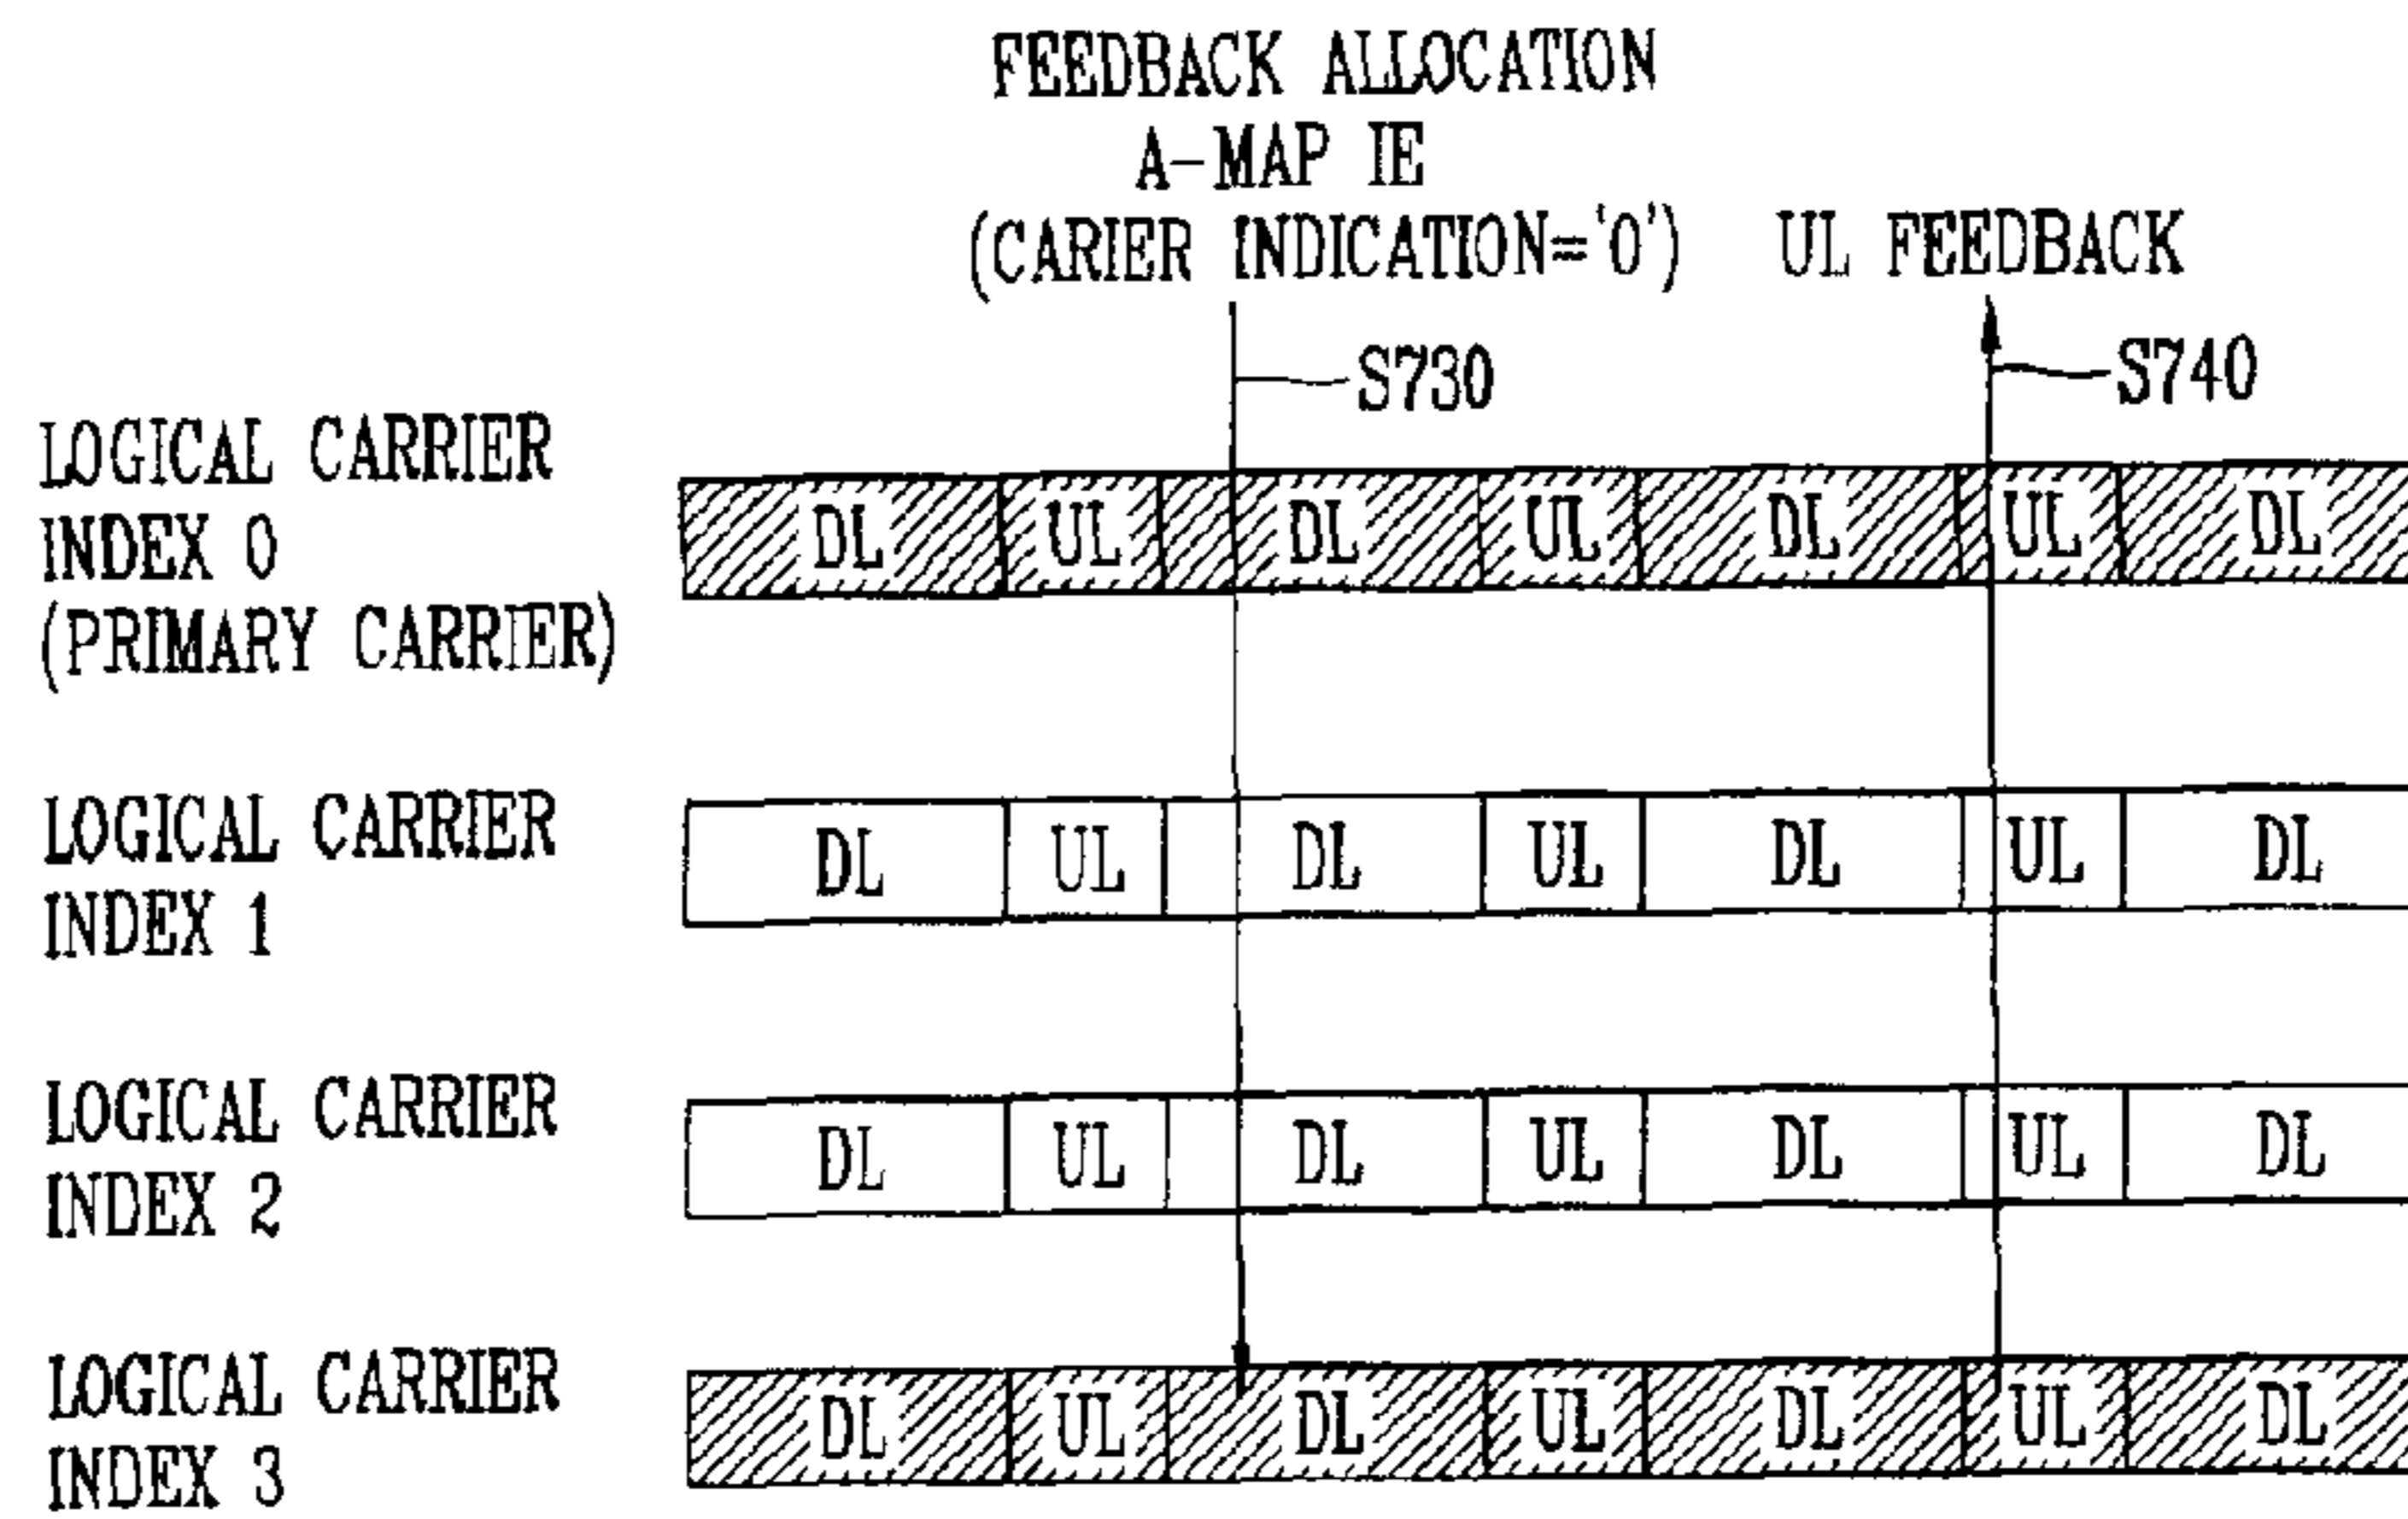 FEEDBACK ALLOCATION
A-MAP IE
(CARIER INDICATION='0')
UL FEEDBACK
S730
S740
LOGICAL CARRIER
INDEX 0
(PRIMARY CARRIER)
DL UL DL UL DL UL DL
LOGICAL CARRIER
INDEX 1
DL UL DL UL DL UL DL
LOGICAL CARRIER
INDEX 2
DL UL DL UL DL UL DL
LOGICAL CARRIER
INDEX 3
DL UL DL UL DL UL DL